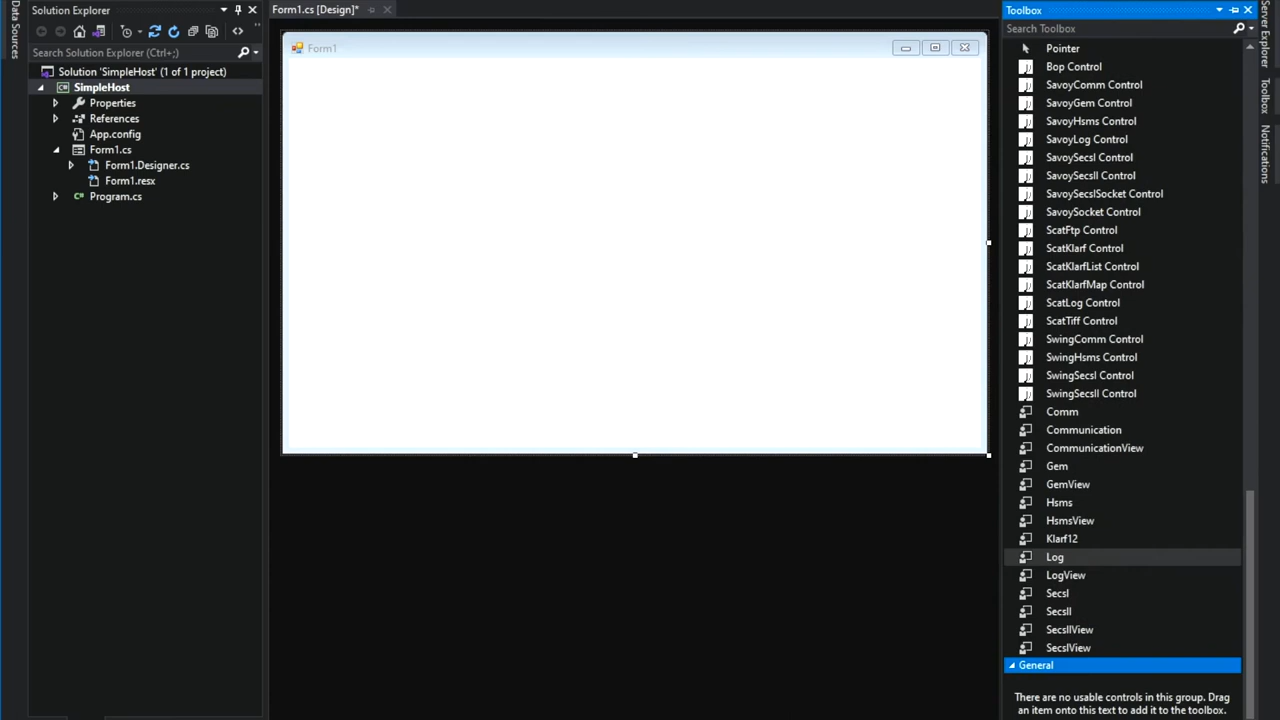 Data Sources
Solution Explorer
Search Solution Explorer (Ctrl+;)
Solution 'SimpleHost' (1 of 1 project)
SimpleHost
Properties
References
App.config
Form1.cs
Form1.Designer.cs
Form1.resx
Program.cs
Form1.cs [Design]*
Form1
Toolbox
Search Toolbox
Pointer
Bop Control
SavoyComm Control
SavoyGem Control
SavoyHsms Control
SavoyLog Control
SavoySecsI Control
SavoySecsII Control
SavoySecsISocket Control
SavoySocket Control
ScatFtp Control
ScatKlarf Control
ScatKlarfList Control
ScatKlarfMap Control
ScatLog Control
ScatTiff Control
SwingComm Control
SwingHsms Control
SwingSecsI Control
SwingSecsII Control
Comm
Communication
CommunicationView
Gem
GemView
Hsms
HsmsView
Klarf12
Log
LogView
SecsI
SecsII
SecsIIView
SecsIView
General
There are no usable controls in this group. Drag
an item onto this text to add it to the toolbox.
Server Explorer
Toolbox
Notifications